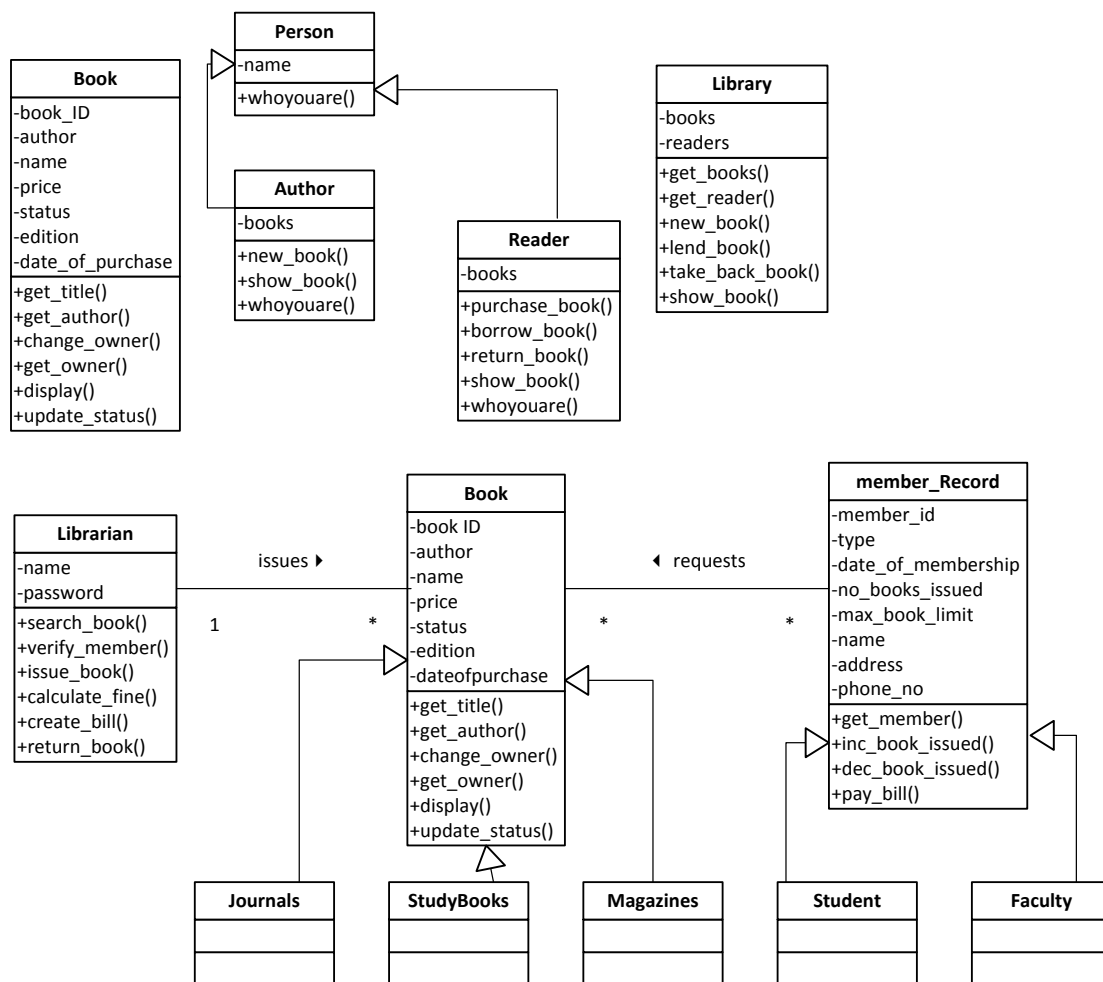 Person
-name
+whoyouare()
Book
-book_ID
-author
-name
-price
-status
-edition
-date_of_purchase
+get_title()
+get_author()
+change_owner()
+get_owner()
+display()
+update_status()
Library
-books
-readers
+get_books()
+get_reader()
+new_book()
+lend_book()
+take_back_book()
+show_book()
Author
-books
+new_book()
+show_book()
+whoyouare()
Reader
-books
+purchase_book()
+borrow_book()
+return_book()
+show_book()
+whoyouare()
Librarian
-name
-password
+search_book()
+verify_member()
+issue_book()
+calculate_fine()
+create_bill()
+return_book()
issues
1
*
Book
-book ID
-author
-name
-price
-status
-edition
-dateofpurchase
+get_title()
+get_author()
+change_owner()
+get_owner()
+display()
+update_status()
requests
*
*
member_Record
-member_id
-type
-date_of_membership
-no_books_issued
-max_book_limit
-name
-address
-phone_no
+get_member()
+inc_book_issued()
+dec_book_issued()
+pay_bill()
Journals
StudyBooks
Magazines
Student
Faculty